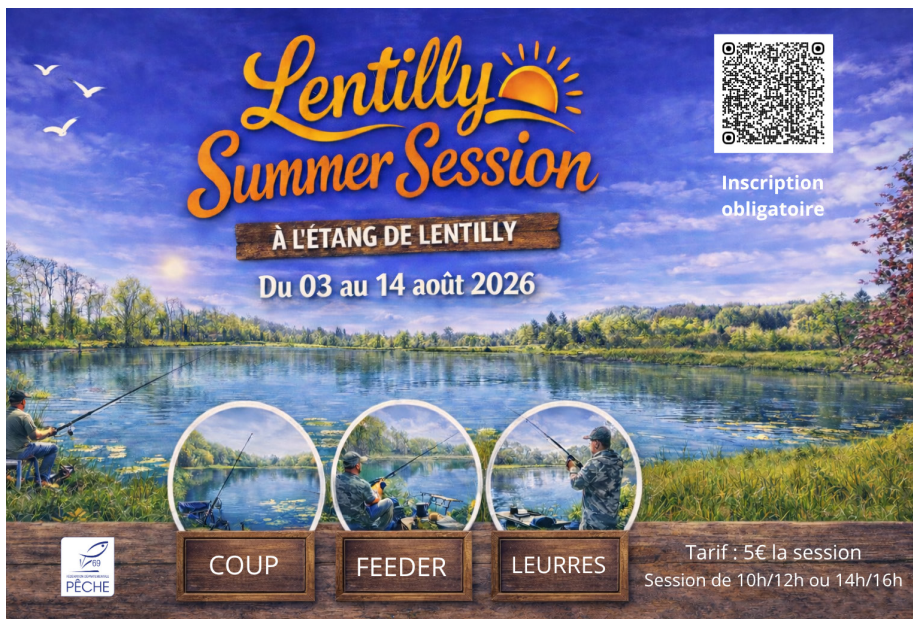 Lentilly
Summer Session
À L'ÉTANG DE LENTILLY
Du 03 au 14 août 2026
Inscription
obligatoire
COUP
FEEDER
LEURRES
Tarif : 5€ la session
Session de 10h/12h ou 14h/16h
69
PÊCHE